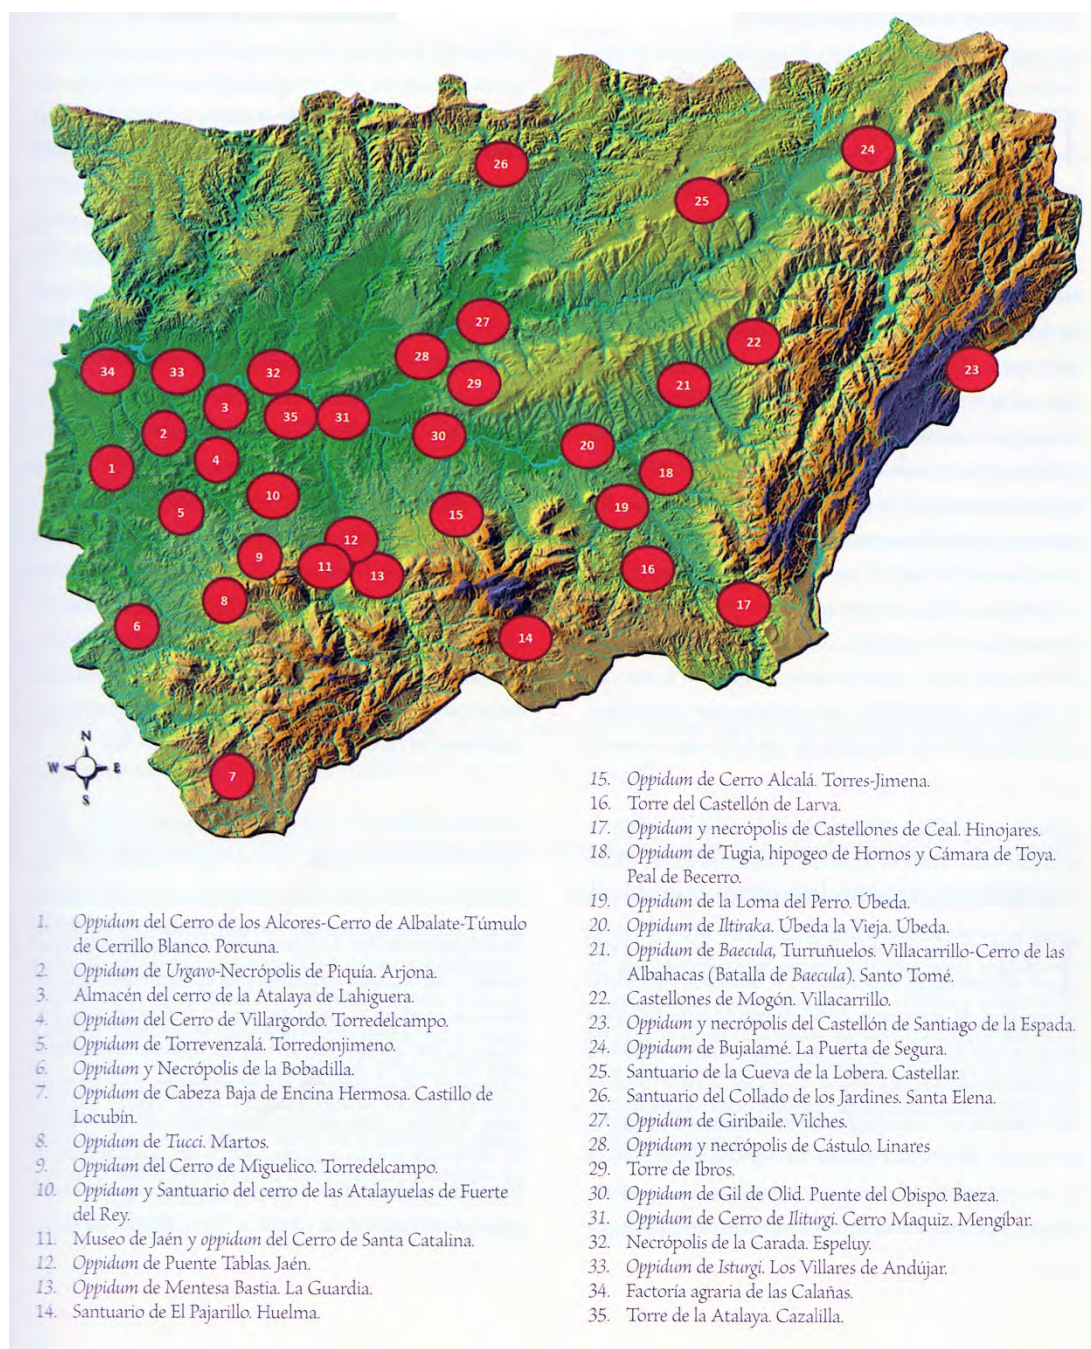 26
24
25
27
28
22
34
33
32
29
23
21
3
35
31
2
30
20
1
4
18
10
19
5
15
12
9
11
13
16
8
17
6
14
7
N
W
E
S
1. Oppidum del Cerro de los Alcores-Cerro de Albalate-Túmulo
de Cerrillo Blanco. Porcuna.
2. Oppidum de Urgavo-Necrópolis de Piquía. Arjona.
3. Almacén del cerro de la Atalaya de Lahiguera.
4. Oppidum del Cerro de Villargordo. Torredelcampo.
5. Oppidum de Torrevenzalá. Torredonjimeno.
6. Oppidum y Necrópolis de la Bobadilla.
7. Oppidum de Cabeza Baja de Encina Hermosa. Castillo de
Locubín.
8. Oppidum de Tucci. Martos.
9. Oppidum del Cerro de Miguelico. Torredelcampo.
10. Oppidum y Santuario del cerro de las Atalayuelas de Fuerte
del Rey.
11. Museo de Jaén y oppidum del Cerro de Santa Catalina.
12. Oppidum de Puente Tablas. Jaén.
13. Oppidum de Mentesa Bastia. La Guardia.
14. Santuario de El Pajarillo. Huelma.
15. Oppidum de Cerro Alcalá. Torres-Jimena.
16. Torre del Castellón de Larva.
17. Oppidum y necrópolis de Castellones de Ceal. Hinojares.
18. Oppidum de Tugia, hipogeo de Hornos y Cámara de Toya.
Peal de Becerro.
19. Oppidum de la Loma del Perro. Úbeda.
20. Oppidum de Iltiraka. Úbeda la Vieja. Úbeda.
21. Oppidum de Baecula, Turruñuelos. Villacarrillo-Cerro de las
Albahacas (Batalla de Baecula). Santo Tomé.
22. Castellones de Mogón. Villacarrillo.
23. Oppidum y necrópolis del Castellón de Santiago de la Espada.
24. Oppidum de Bujalamé. La Puerta de Segura.
25. Santuario de la Cueva de la Lobera. Castellar.
26. Santuario del Collado de los Jardines. Santa Elena.
27. Oppidum de Giribaile. Vilches.
28. Oppidum y necrópolis de Cástulo. Linares
29. Torre de Ibros.
30. Oppidum de Gil de Olid. Puente del Obispo. Baeza.
31. Oppidum de Cerro de Iliturgi. Cerro Maquiz. Mengíbar.
32. Necrópolis de la Carada. Espeluy.
33. Oppidum de Isturgi. Los Villares de Andújar.
34. Factoría agraria de las Calañas.
35. Torre de la Atalaya. Cazalilla.